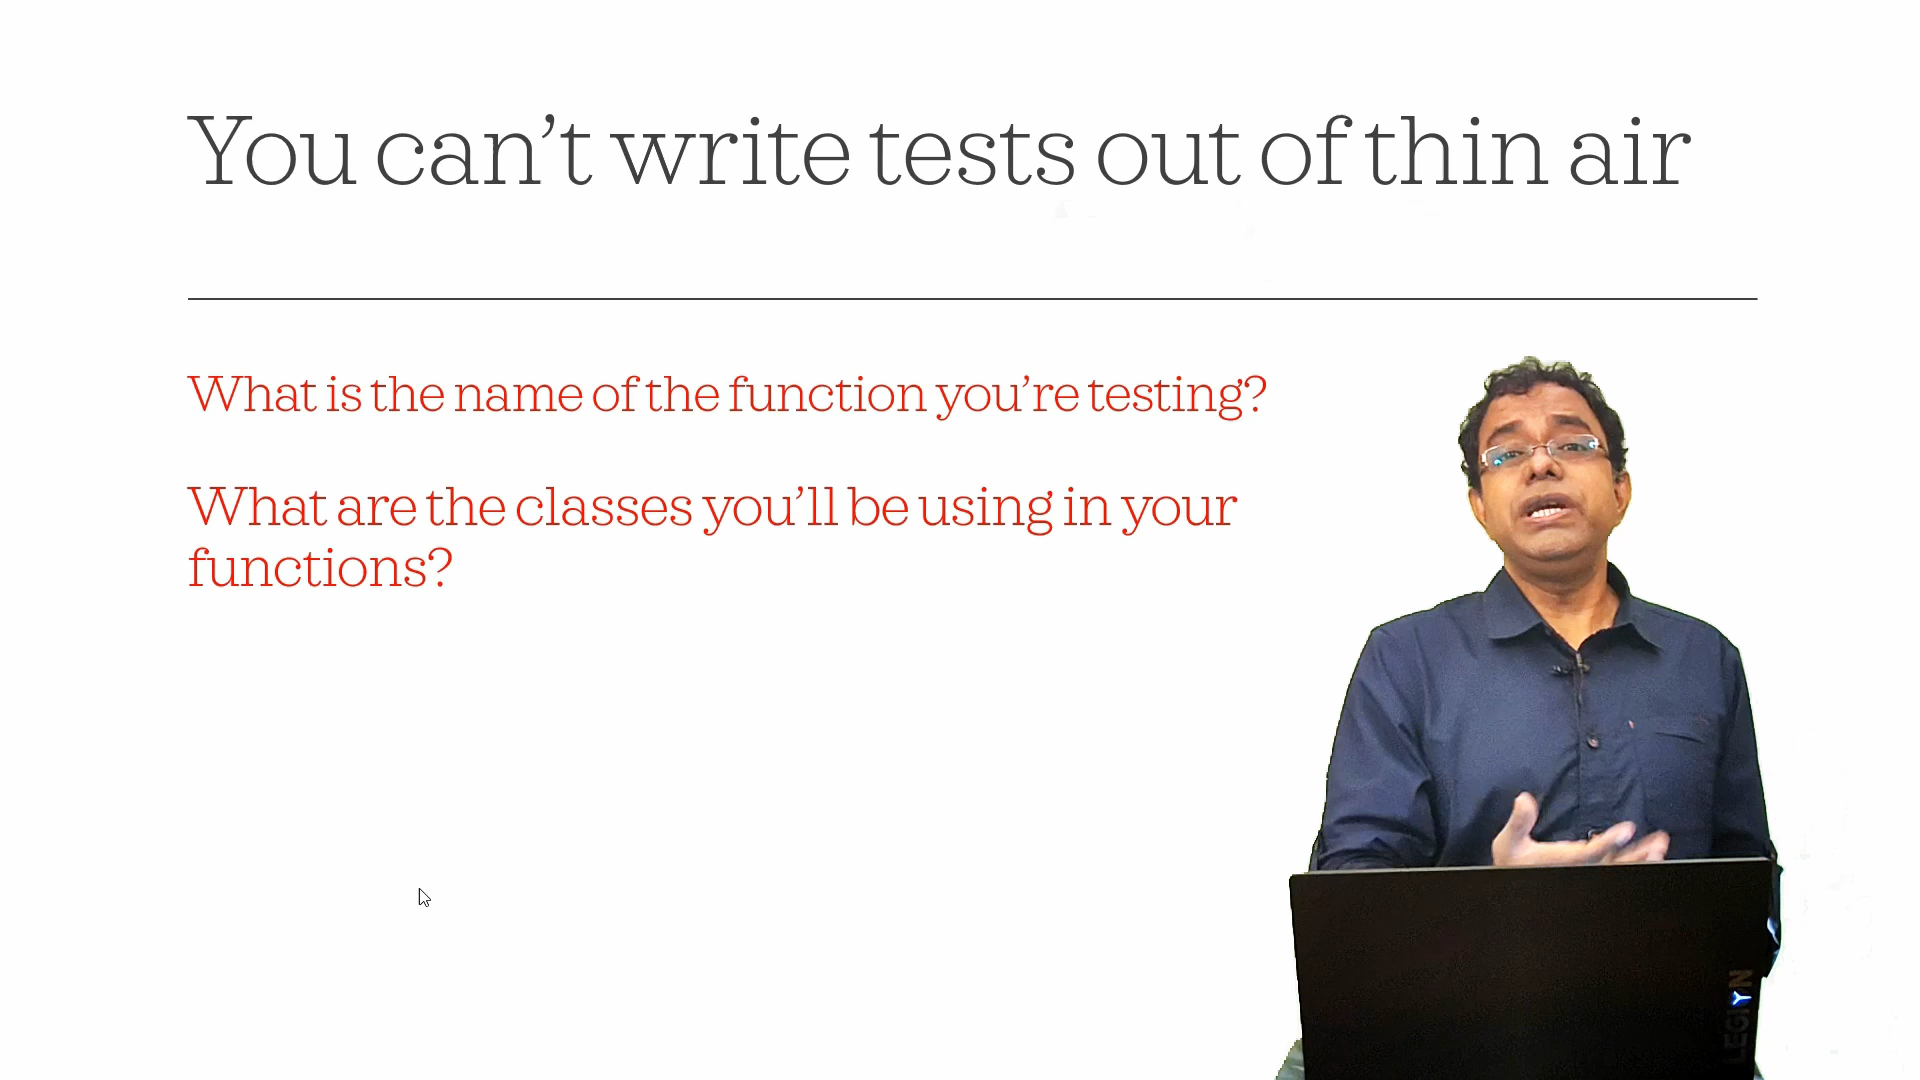 You can’t write tests out of thin air
What is the name of the function you’re testing?
What are the classes you’ll be using in your
functions?
LEGION